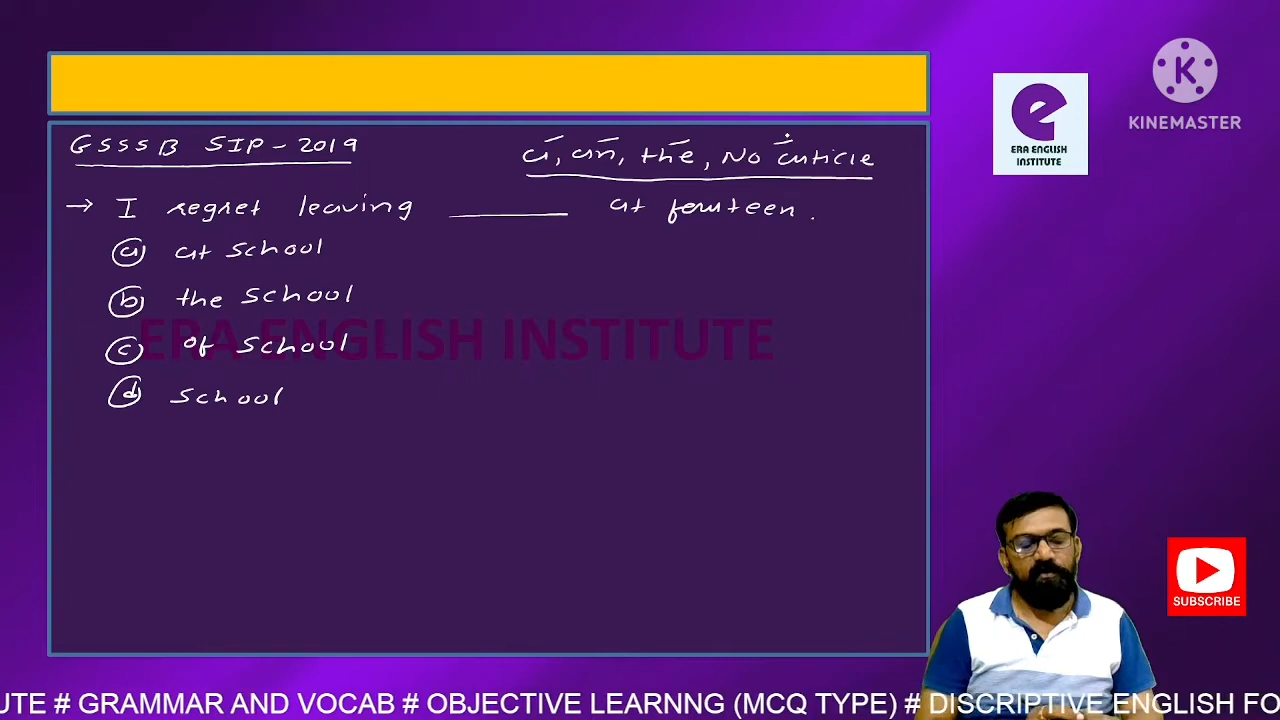 GSSSB SIP - 2019
a, an, the, No article
→ I regret leaving ________ at fourteen.
(a) at school
(b) the school
(c) of school
(d) school
ERA ENGLISH INSTITUTE
K
KINEMASTER
e
ERA ENGLISH
INSTITUTE
SUBSCRIBE
UTE # GRAMMAR AND VOCAB # OBJECTIVE LEARNNG (MCQ TYPE) # DISCRIPTIVE ENGLISH FO